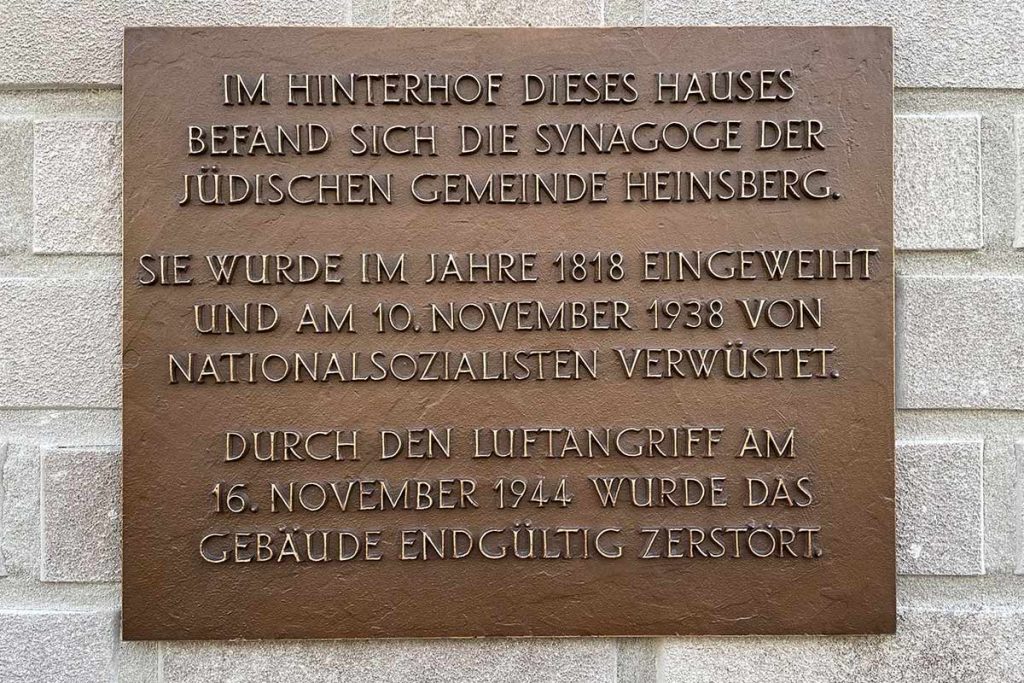 IM HINTERHOF DIESES HAUSES
BEFAND SICH DIE SYNAGOGE DER
JÜDISCHEN GEMEINDE HEINSBERG.
SIE WURDE IM JAHRE 1818 EINGEWEIHT
UND AM 10. NOVEMBER 1938 VON
NATIONALSOZIALISTEN VERWÜSTET.
DURCH DEN LUFTANGRIFF AM
16. NOVEMBER 1944 WURDE DAS
GEBÄUDE ENDGÜLTIG ZERSTÖRT.